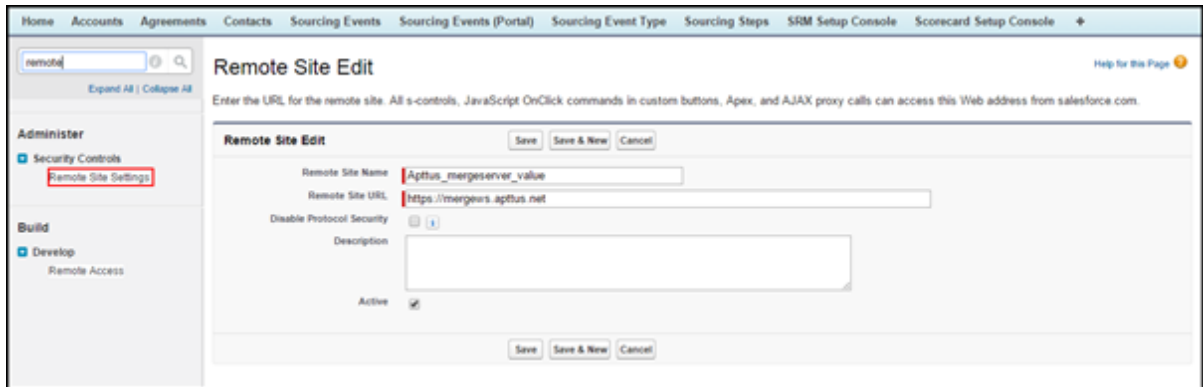 Home Accounts Agreements Contacts Sourcing Events Sourcing Events (Portal) Sourcing Event Type Sourcing Steps SRM Setup Console Scorecard Setup Console +
remote
Expand All | Collapse All
Administer
Security Controls
Remote Site Settings
Build
Develop
Remote Access
Remote Site Edit
Help for this Page ?
Enter the URL for the remote site. All s-controls, JavaScript OnClick commands in custom buttons, Apex, and AJAX proxy calls can access this Web address from salesforce.com.
Remote Site Edit Save Save & New Cancel
Remote Site Name Apttus_mergeserver_value
Remote Site URL https://mergews.apttus.net
Disable Protocol Security i
Description
Active
Save Save & New Cancel